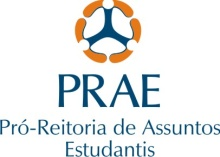 PRAE
Pró-Reitoria de Assuntos
Estudantis